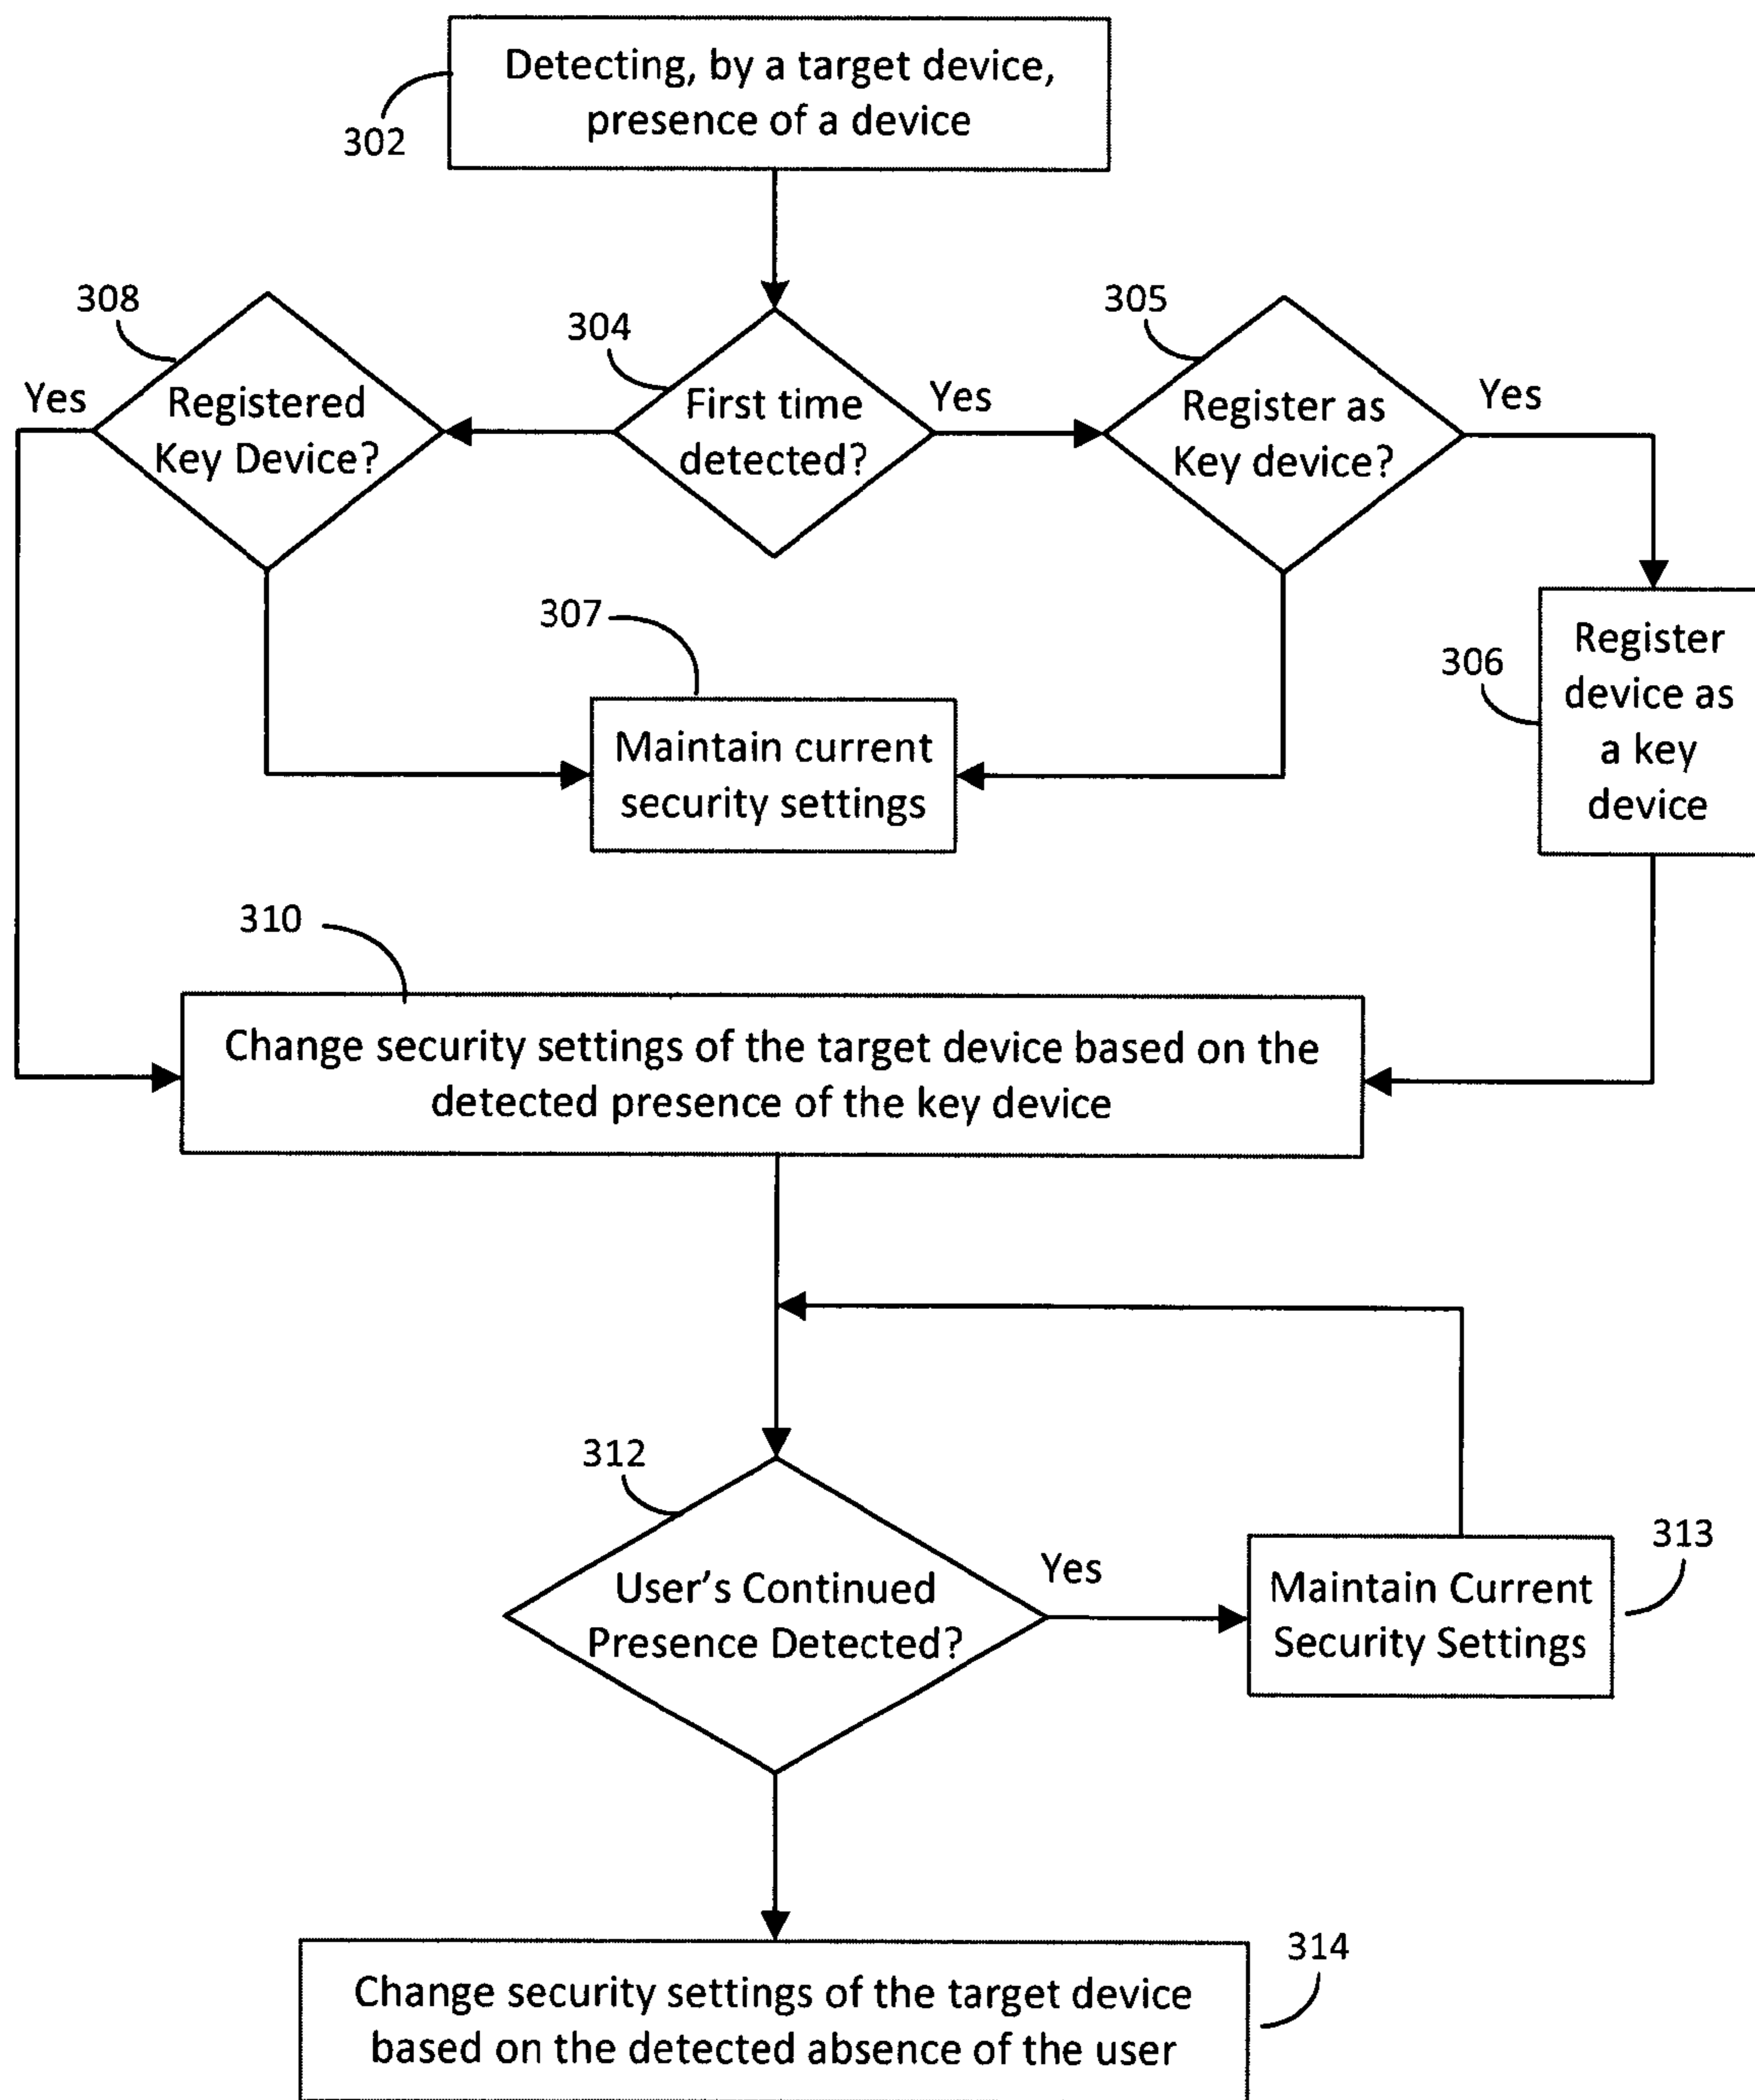 Detecting, by a target device,
presence of a device
302
308
304
305
Yes
Registered
Key Device?
First time
detected?
Yes
Register as
Key device?
Yes
307
Maintain current
security settings
306
Register
device as
a key
device
310
Change security settings of the target device based on the
detected presence of the key device
312
User's Continued
Presence Detected?
Yes
313
Maintain Current
Security Settings
314
Change security settings of the target device
based on the detected absence of the user